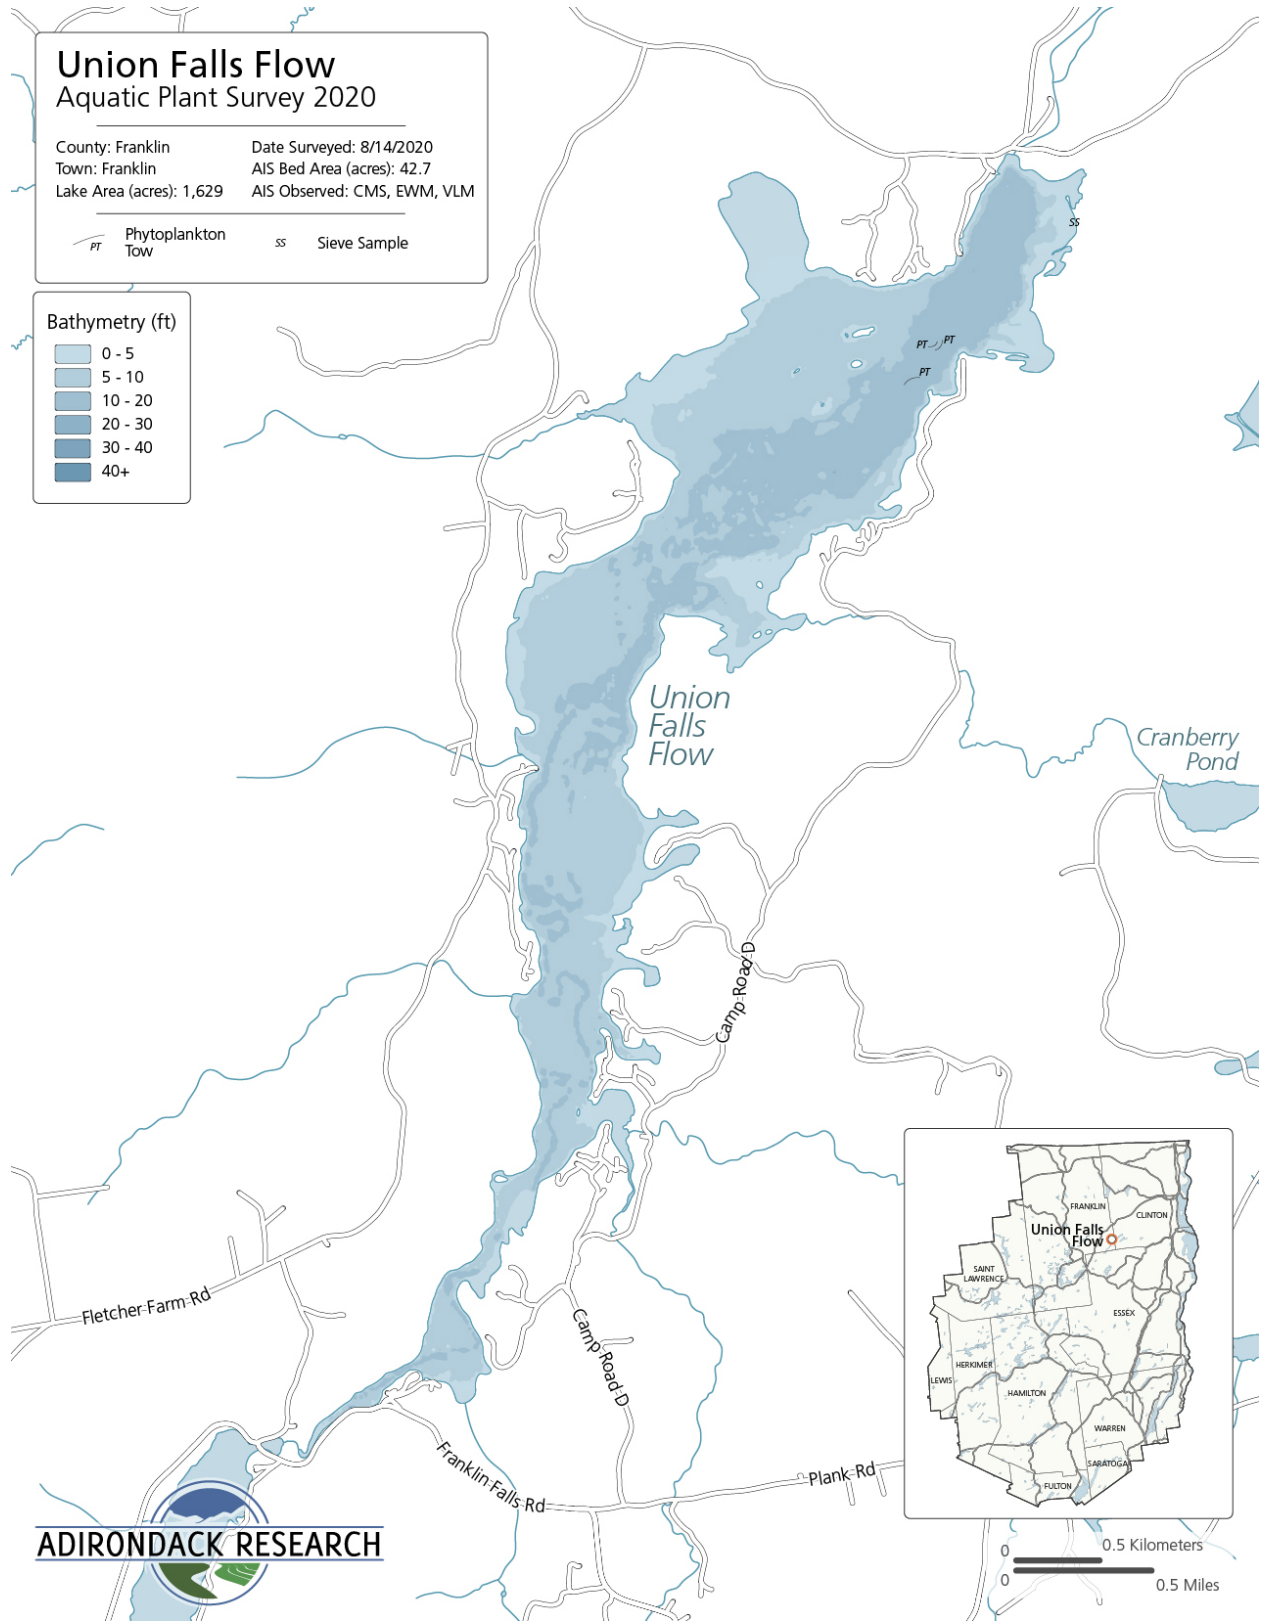 Union Falls Flow
Aquatic Plant Survey 2020
County: Franklin
Date Surveyed: 8/14/2020
Town: Franklin
AIS Bed Area (acres): 42.7
Lake Area (acres): 1,629
AIS Observed: CMS, EWM, VLM
PT
Phytoplankton
Tow
SS
Sieve Sample
Bathymetry (ft)
0 - 5
5 - 10
10 - 20
20 - 30
30 - 40
40+
SS
PT
PT
PT
Union
Falls
Flow
Cranberry
Pond
Camp Road D
Fletcher Farm Rd
Camp Road D
Franklin Falls Rd
Plank Rd
FRANKLIN
CLINTON
Union Falls
Flow
SAINT
LAWRENCE
ESSEX
HERKIMER
LEWIS
HAMILTON
WARREN
SARATOGA
FULTON
ADIRONDACK RESEARCH
0
0.5 Kilometers
0
0.5 Miles